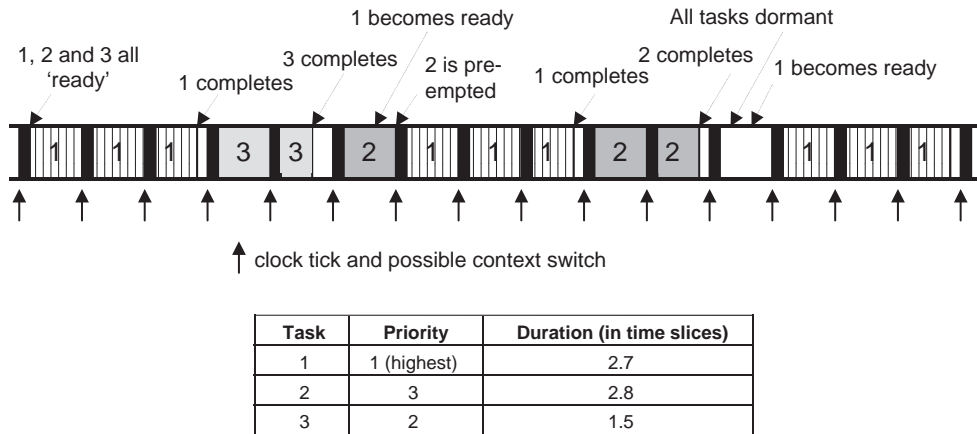 1, 2 and 3 all
'ready'
1 completes
3 completes
1 becomes ready
2 is pre-
empted
1 completes
2 completes
All tasks dormant
1 becomes ready
1 1 1 3 3 2 1 1 1 2 2 1 1 1
clock tick and possible context switch
Task Priority Duration (in time slices)
1 1 (highest) 2.7
2 3 2.8
3 2 1.5